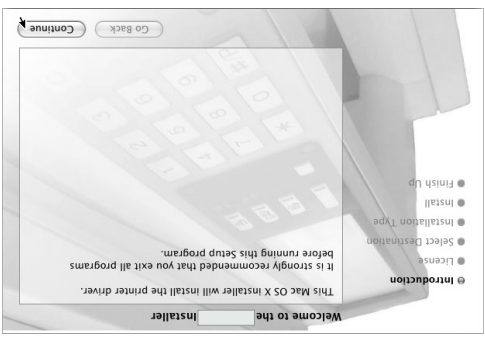 Welcome to the Installer
Introduction
License
Select Destination
Installation Type
Install
Finish Up
This Mac OS X installer will install the printer driver.
It is strongly recommended that you exit all programs
before running this Setup program.
Go Back
Continue